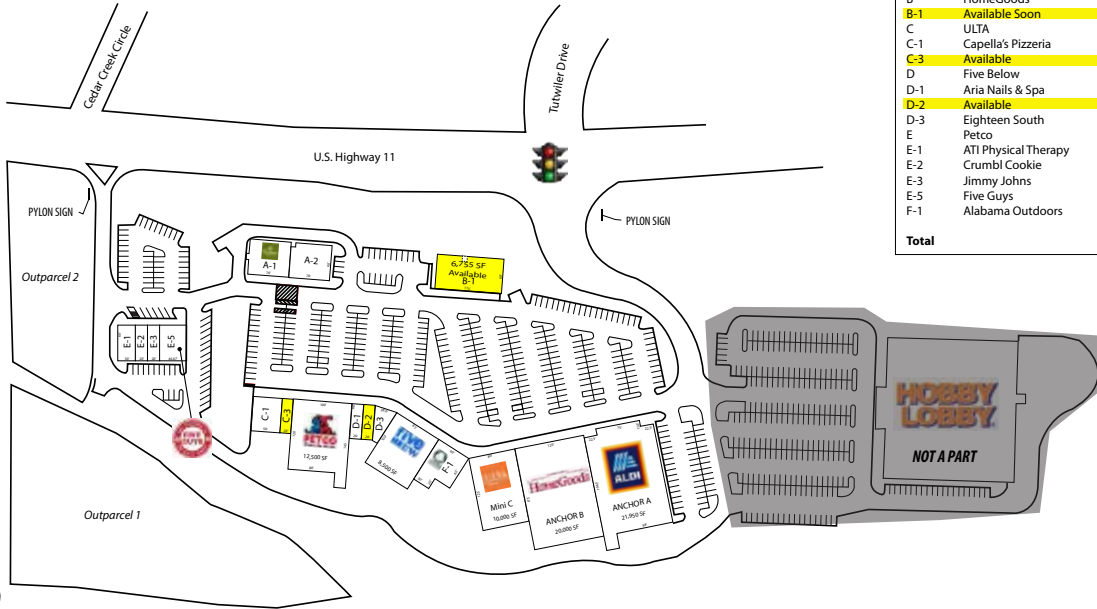 B HomeGoods
B-1 Available Soon
C ULTA
C-1 Capella's Pizzeria
C-3 Available
D Five Below
D-1 Aria Nails & Spa
D-2 Available
D-3 Eighteen South
E Petco
E-1 ATI Physical Therapy
E-2 Crumbl Cookie
E-3 Jimmy Johns
E-5 Five Guys
F-1 Alabama Outdoors
Total
Cedar Creek Circle
Tutwiler Drive
U.S. Highway 11
PYLON SIGN
PYLON SIGN
Outparcel 2
A-1
A-2
6,755 SF
Available
B-1
E-1
E-2
E-3
E-5
FIVE
GUYS
C-1
C-3
PETCO
12,500 SF
D-1
D-2
D-3
FIVE
BELOW
8,500 SF
F-1
ULTA
Mini C
10,000 SF
HomeGoods
ANCHOR B
20,000 SF
ALDI
ANCHOR A
21,950 SF
HOBBY
LOBBY
NOT A PART
Outparcel 1